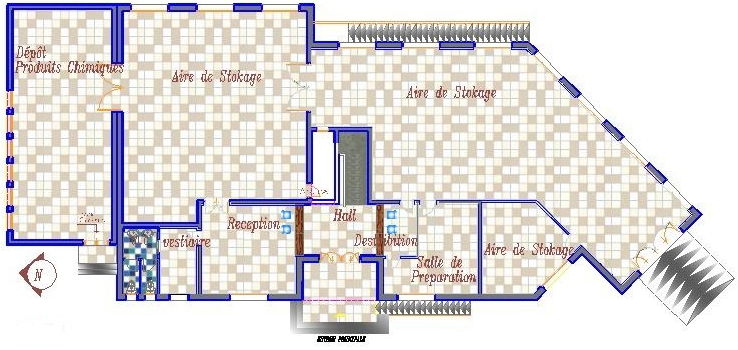 Dépôt
Produits Chimiques
Aire de Stokage
Aire de Stokage
Reception
Hall
vestiaire
Destribution
Salle de
Preparation
Aire de Stokage
N